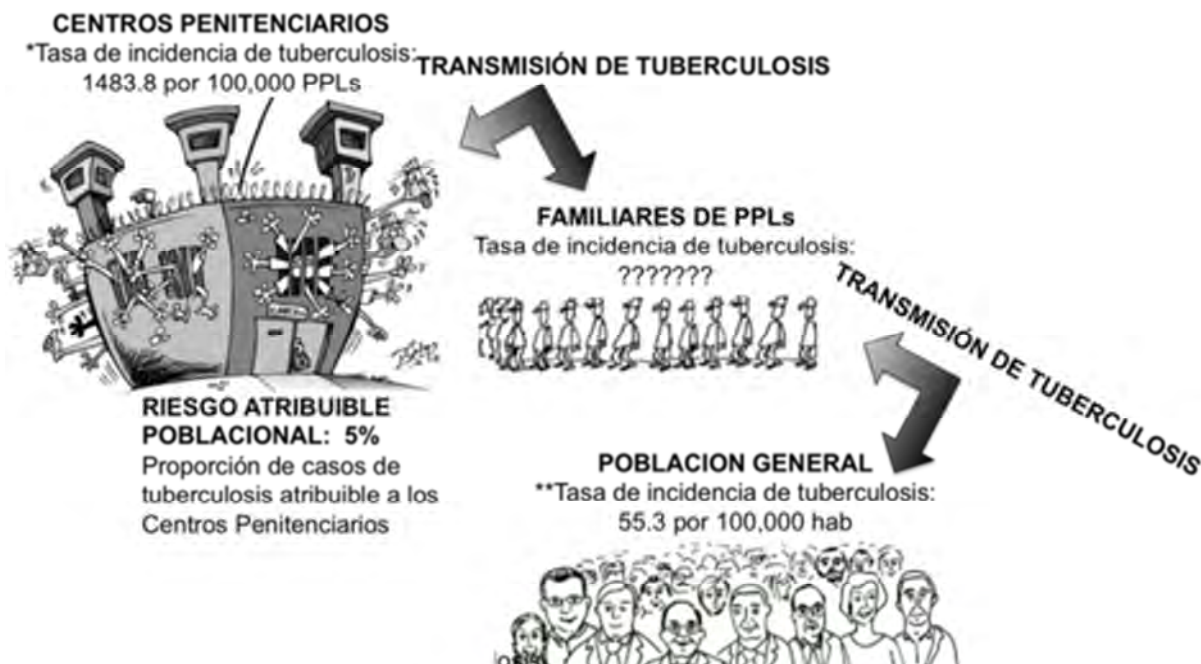 CENTROS PENITENCIARIOS
*Tasa de incidencia de tuberculosis:
1483.8 por 100,000 PPLs
TRANSMISIÓN DE TUBERCULOSIS
FAMILIARES DE PPLs
Tasa de incidencia de tuberculosis:
???????
TRANSMISIÓN DE TUBERCULOSIS
RIESGO ATRIBUIBLE
POBLACIONAL: 5%
Proporción de casos de
tuberculosis atribuible a los
Centros Penitenciarios
POBLACION GENERAL
**Tasa de incidencia de tuberculosis:
55.3 por 100,000 hab